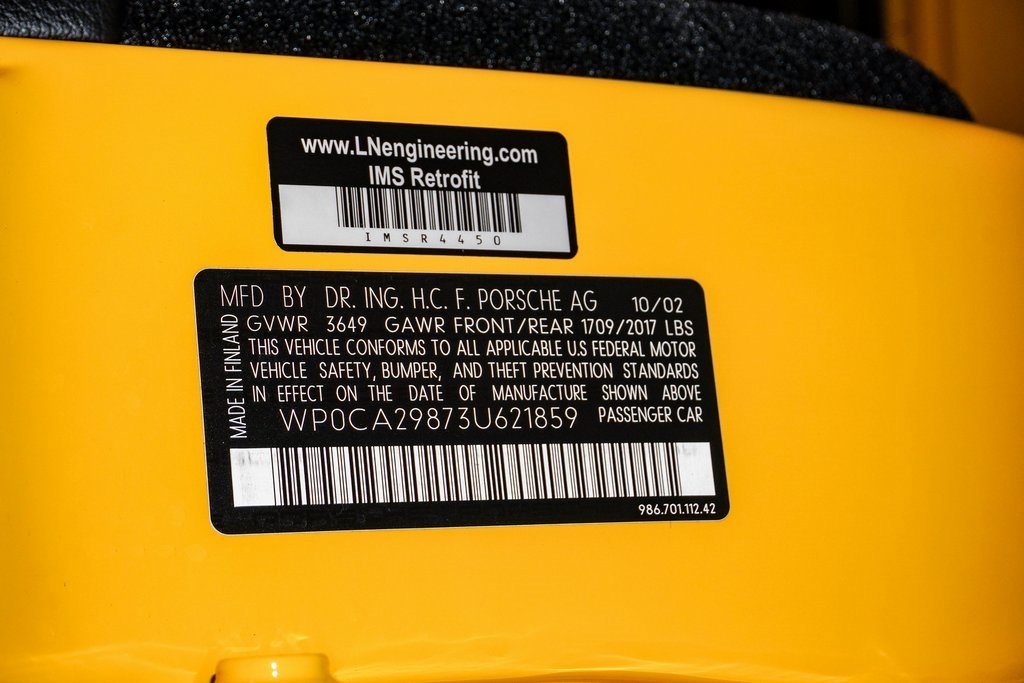 www.LNengineering.com
IMS Retrofit
IMSR4450
MFD BY DR. ING. H.C. F. PORSCHE AG 10/02
GVWR 3649 GAWR FRONT/REAR 1709/2017 LBS
THIS VEHICLE CONFORMS TO ALL APPLICABLE U.S FEDERAL MOTOR
VEHICLE SAFETY, BUMPER, AND THEFT PREVENTION STANDARDS
IN EFFECT ON THE DATE OF MANUFACTURE SHOWN ABOVE
WP0CA29873U621859 PASSENGER CAR
MADE IN FINLAND
986.701.112.42